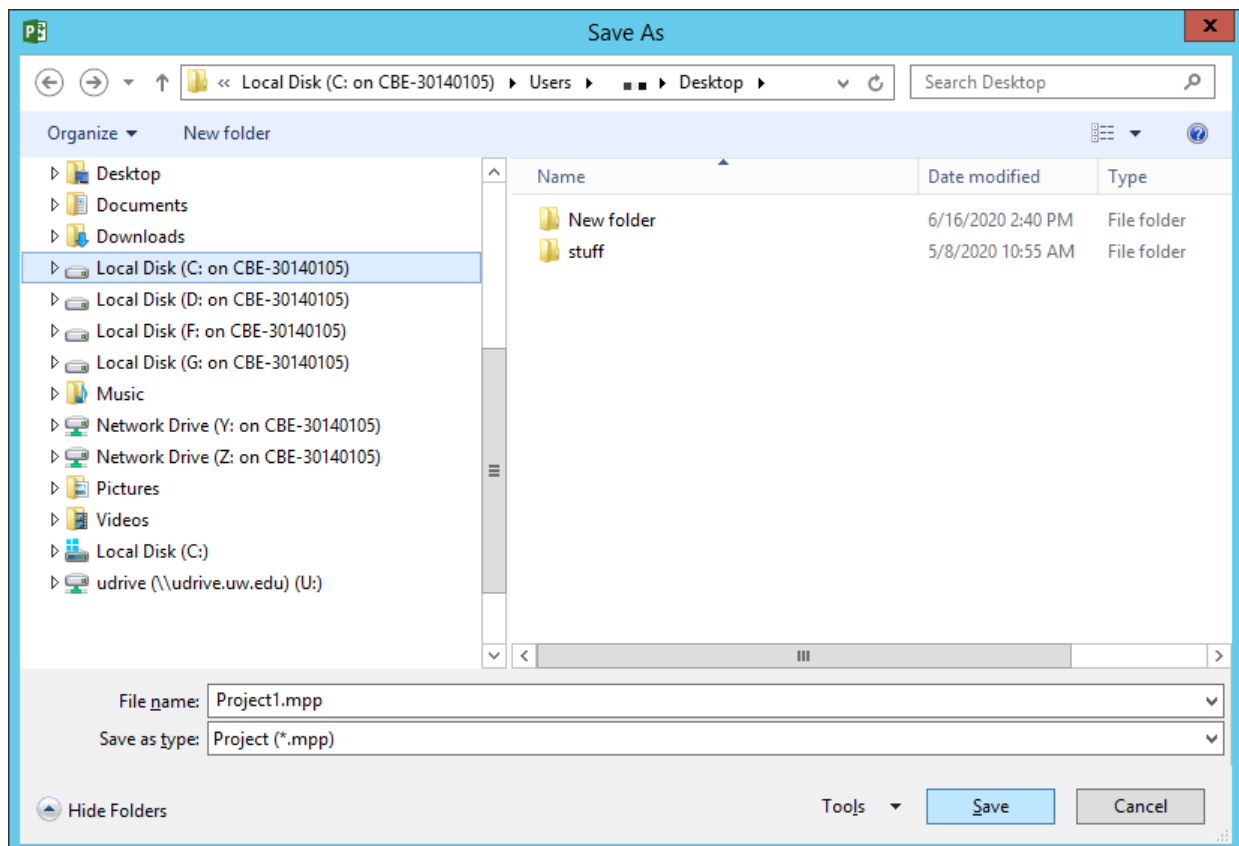 Save As
« Local Disk (C: on CBE-30140105) Users Desktop Search Desktop
Organize New folder
Desktop
Documents
Downloads
Local Disk (C: on CBE-30140105)
Local Disk (D: on CBE-30140105)
Local Disk (F: on CBE-30140105)
Local Disk (G: on CBE-30140105)
Music
Network Drive (Y: on CBE-30140105)
Network Drive (Z: on CBE-30140105)
Pictures
Videos
Local Disk (C:)
udrive (\\udrive.uw.edu) (U:)
Name Date modified Type
New folder 6/16/2020 2:40 PM File folder
stuff 5/8/2020 10:55 AM File folder
File name: Project1.mpp
Save as type: Project (*.mpp)
Hide Folders Tools Save Cancel